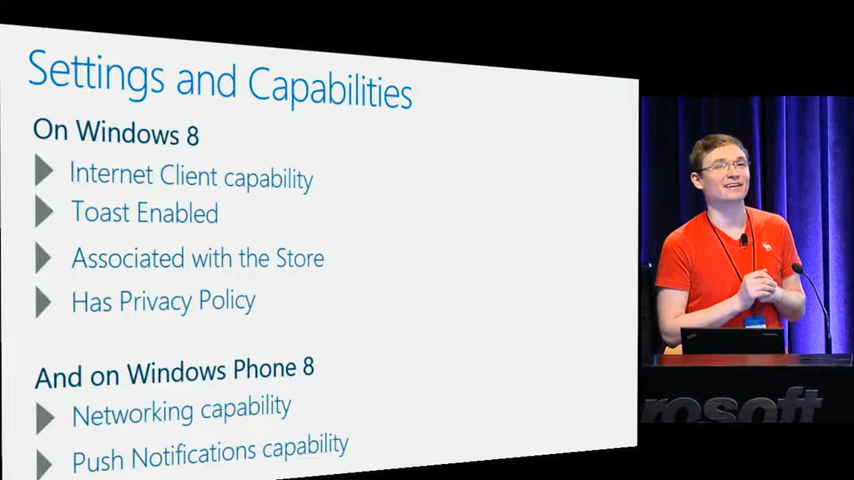 Settings and Capabilities
On Windows 8
Internet Client capability
Toast Enabled
Associated with the Store
Has Privacy Policy
And on Windows Phone 8
Networking capability
Push Notifications capability
rosoft